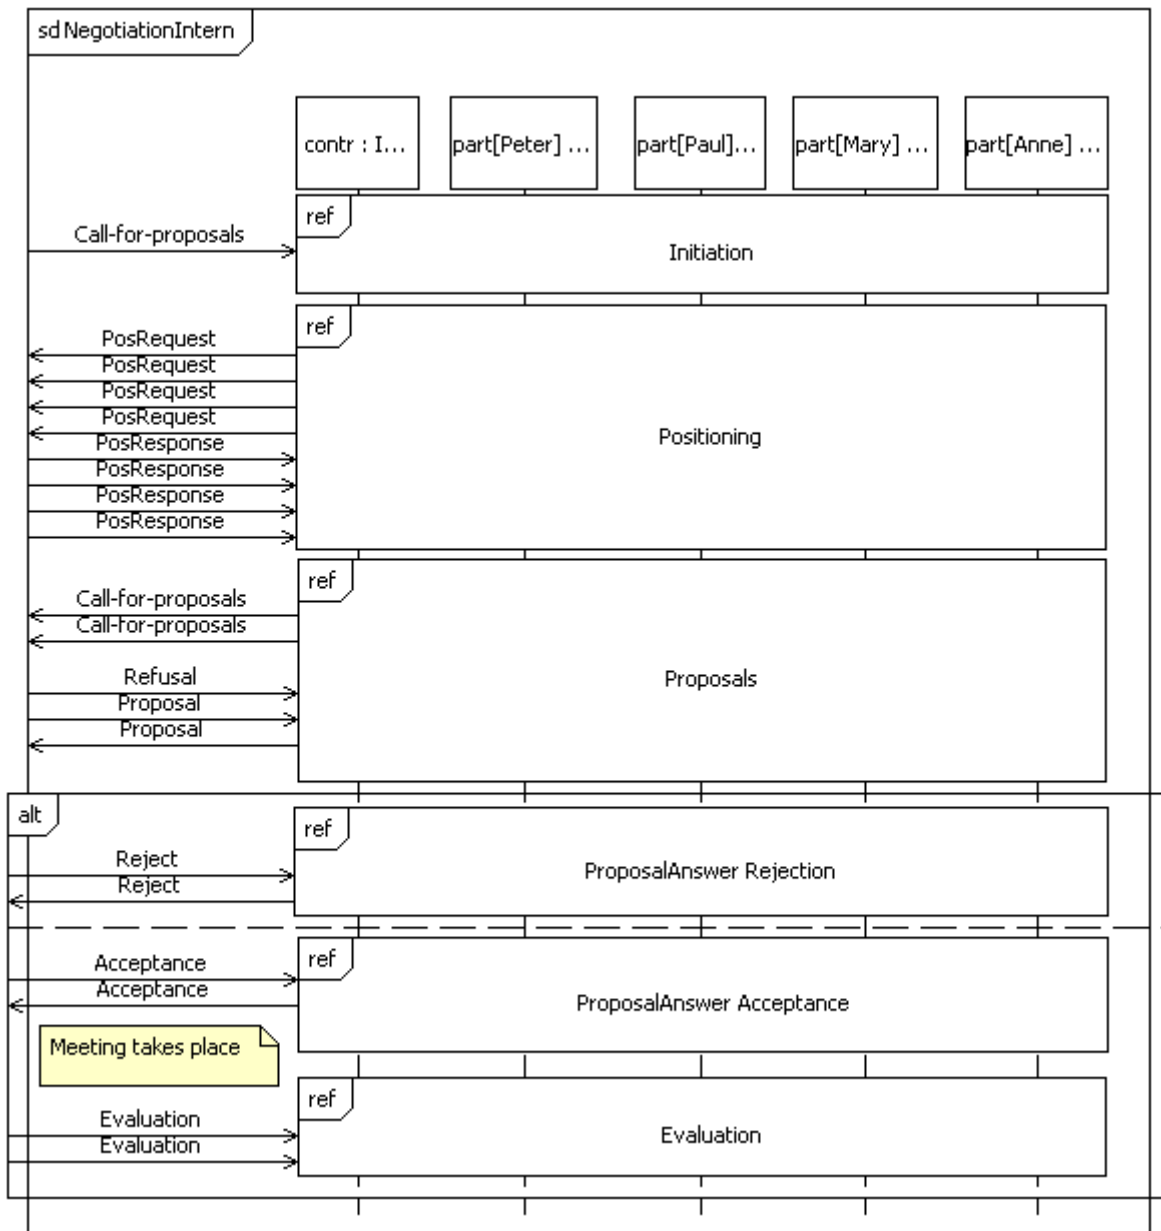 sd NegotiationIntern
contr : I...
part[Peter] ...
part[Paul]...
part[Mary] ...
part[Anne] ...
ref
Call-for-proposals
Initiation
ref
PosRequest
PosRequest
PosRequest
PosRequest
Positioning
PosResponse
PosResponse
PosResponse
PosResponse
ref
Call-for-proposals
Call-for-proposals
Refusal
Proposals
Proposal
Proposal
alt
ref
Reject
ProposalAnswer Rejection
Reject
ref
Acceptance
Acceptance
ProposalAnswer Acceptance
Meeting takes place
ref
Evaluation
Evaluation
Evaluation